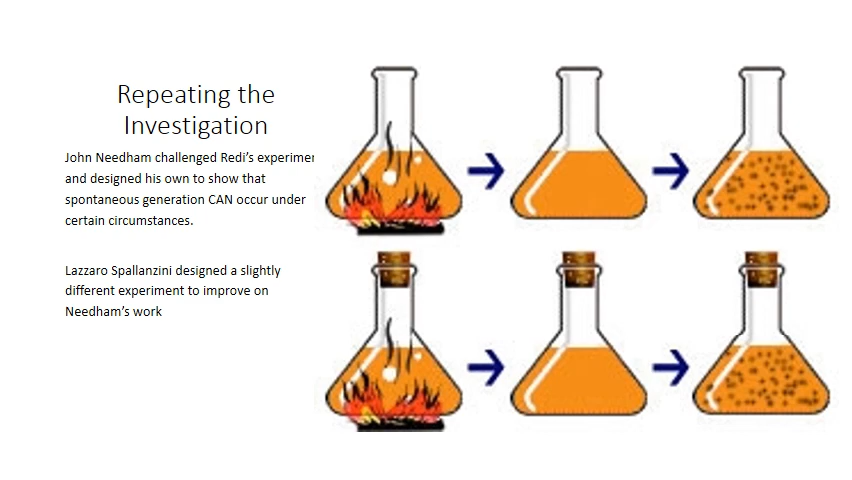 Repeating the
Investigation
John Needham challenged Redi's experimer
and designed his own to show that
spontaneous generation CAN occur under
certain circumstances.
Lazzaro Spallanzini designed a slightly
different experiment to improve on
Needham's work